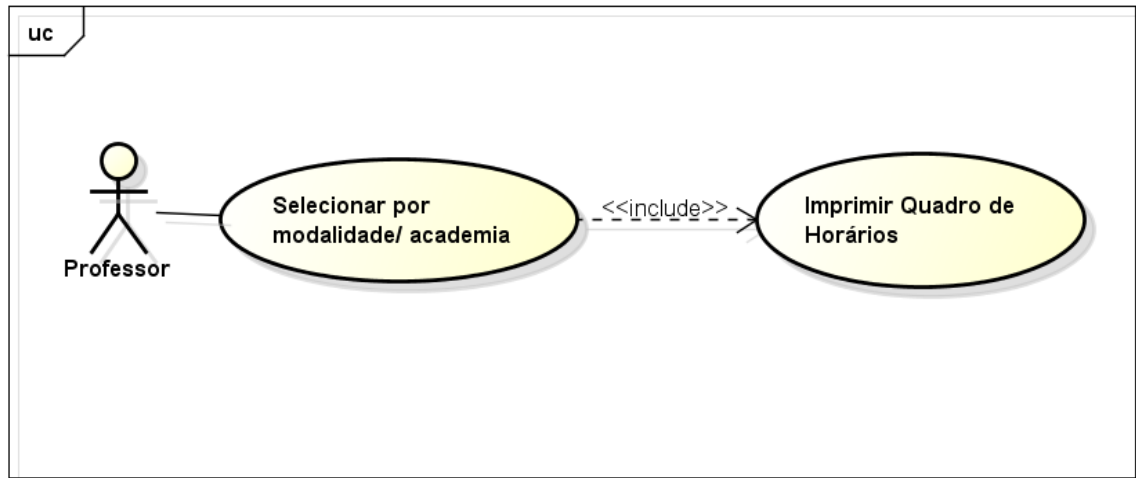 uc
Selecionar por
modalidade/ academia
<<include>>
Imprimir Quadro de
Horários
Professor